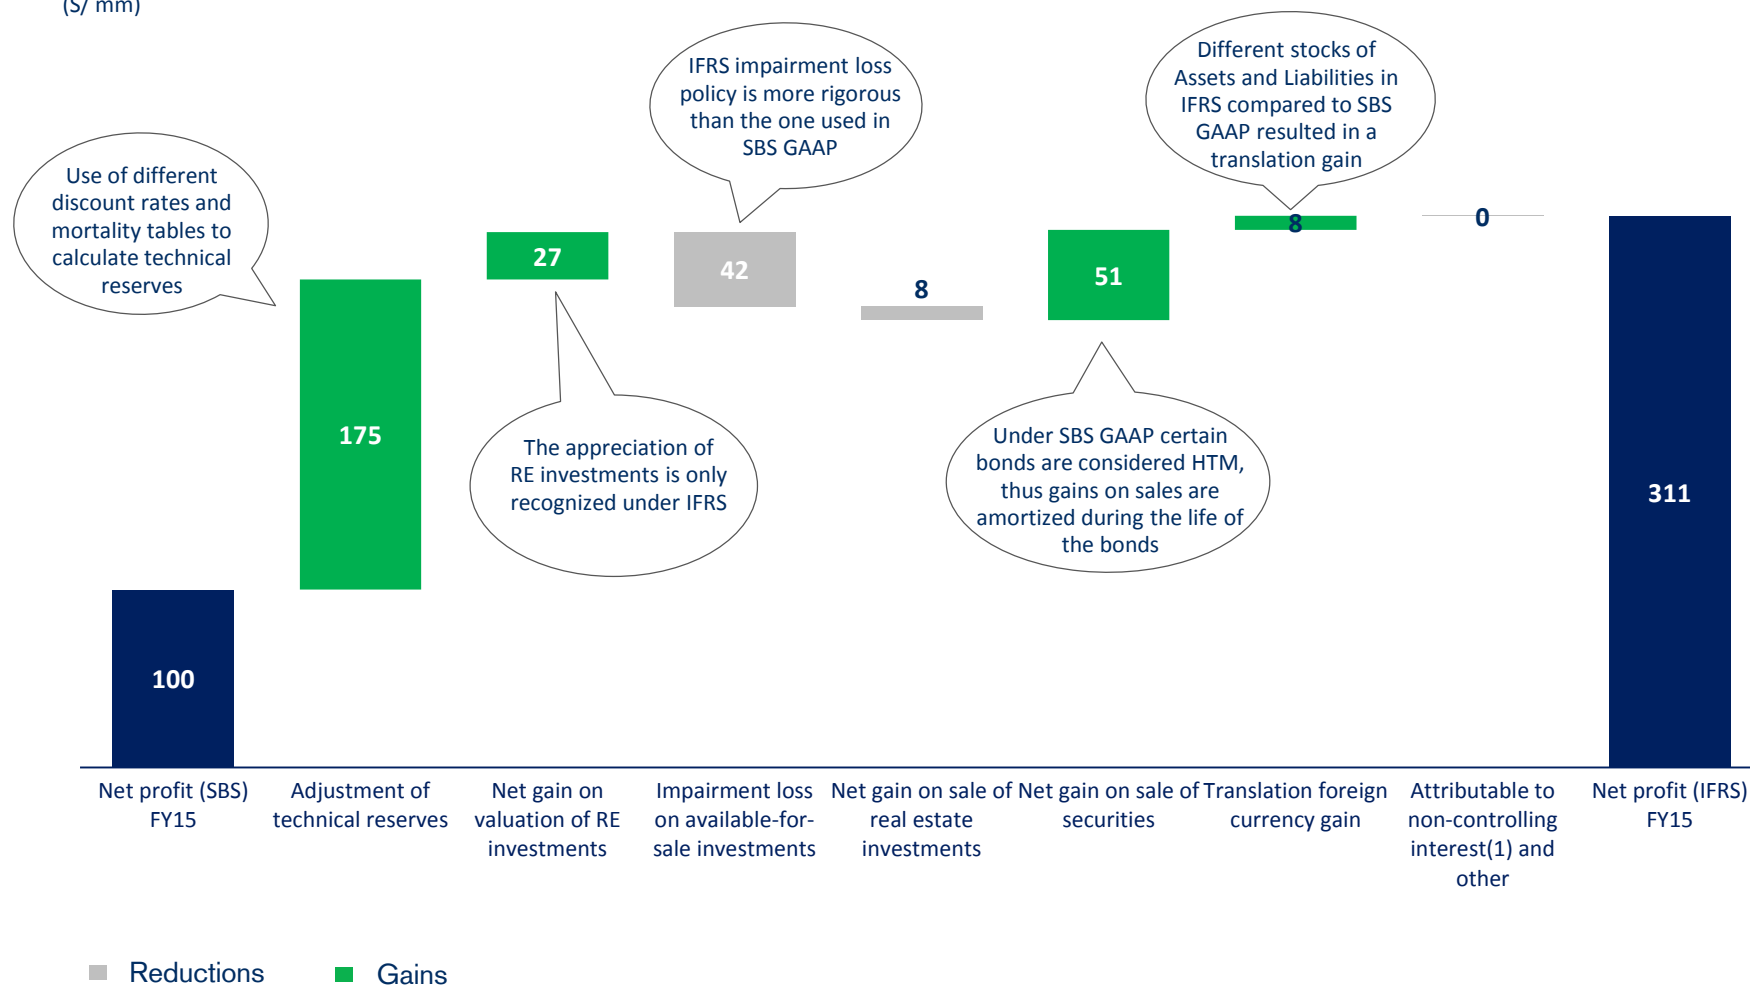 (S/ mm)
Use of different
discount rates and
mortality tables to
calculate technical
reserves
IFRS impairment loss
policy is more rigorous
than the one used in
SBS GAAP
Different stocks of
Assets and Liabilities in
IFRS compared to SBS
GAAP resulted in a
translation gain
The appreciation of
RE investments is only
recognized under IFRS
Under SBS GAAP certain
bonds are considered HTM,
thus gains on sales are
amortized during the life of
the bonds
100
175
27
42
8
51
8
0
311
Net profit (SBS)
FY15
Adjustment of
technical reserves
Net gain on
valuation of RE
investments
Impairment loss
on available-for-
sale investments
Net gain on sale of
real estate
investments
Net gain on sale of
securities
Translation foreign
currency gain
Attributable to
non-controlling
interest(1) and
other
Net profit (IFRS)
FY15
Reductions
Gains